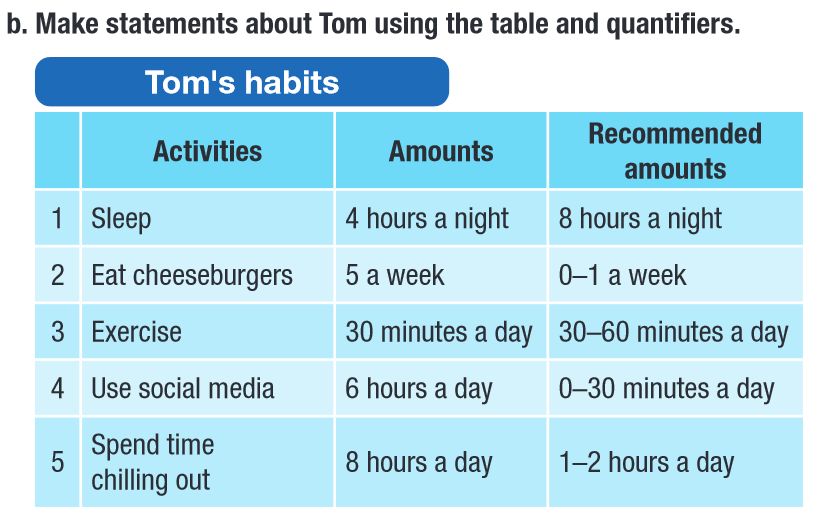 b. Make statements about Tom using the table and quantifiers.
Tom's habits
Activities Amounts Recommended
amounts
1 Sleep 4 hours a night 8 hours a night
2 Eat cheeseburgers 5 a week 0–1 a week
3 Exercise 30 minutes a day 30–60 minutes a day
4 Use social media 6 hours a day 0–30 minutes a day
5 Spend time
chilling out 8 hours a day 1–2 hours a day